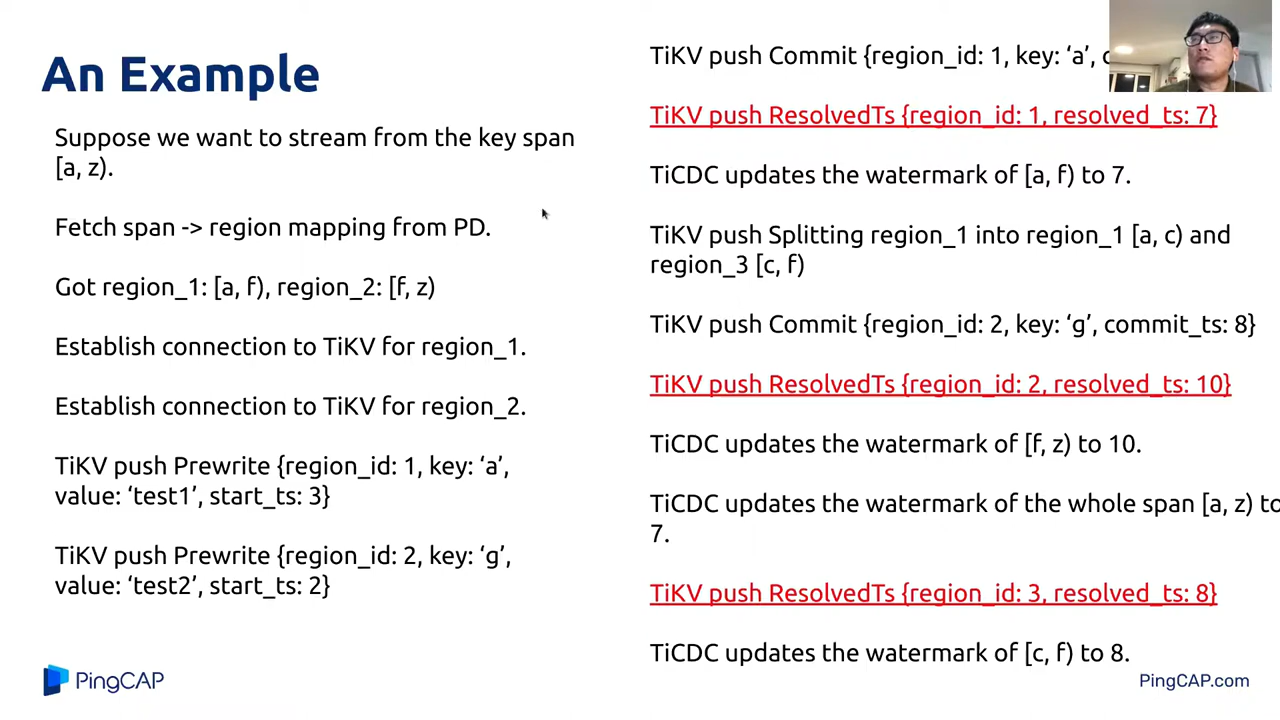 An Example
Suppose we want to stream from the key span
[a, z).
Fetch span -> region mapping from PD.
Got region_1: [a, f), region_2: [f, z)
Establish connection to TiKV for region_1.
Establish connection to TiKV for region_2.
TiKV push Prewrite {region_id: 1, key: ‘a’,
value: ‘test1’, start_ts: 3}
TiKV push Prewrite {region_id: 2, key: ‘g’,
value: ‘test2’, start_ts: 2}
TiKV push Commit {region_id: 1, key: ‘a’,
TiKV push ResolvedTs {region_id: 1, resolved_ts: 7}
TiCDC updates the watermark of [a, f) to 7.
TiKV push Splitting region_1 into region_1 [a, c) and
region_3 [c, f)
TiKV push Commit {region_id: 2, key: ‘g’, commit_ts: 8}
TiKV push ResolvedTs {region_id: 2, resolved_ts: 10}
TiCDC updates the watermark of [f, z) to 10.
TiCDC updates the watermark of the whole span [a, z) to
7.
TiKV push ResolvedTs {region_id: 3, resolved_ts: 8}
TiCDC updates the watermark of [c, f) to 8.
PingCAP
PingCAP.com